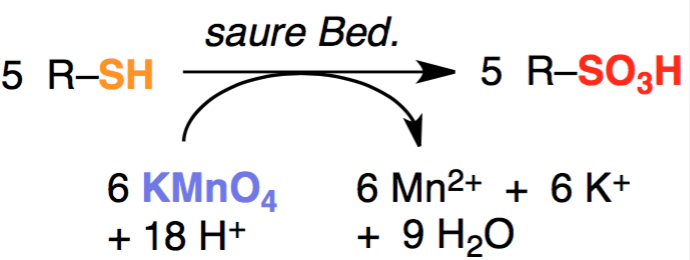 saure Bed.
5 R–SH 5 R–SO₃H
6 KMnO₄ 6 Mn²⁺ + 6 K⁺
+ 18 H⁺ + 9 H₂O